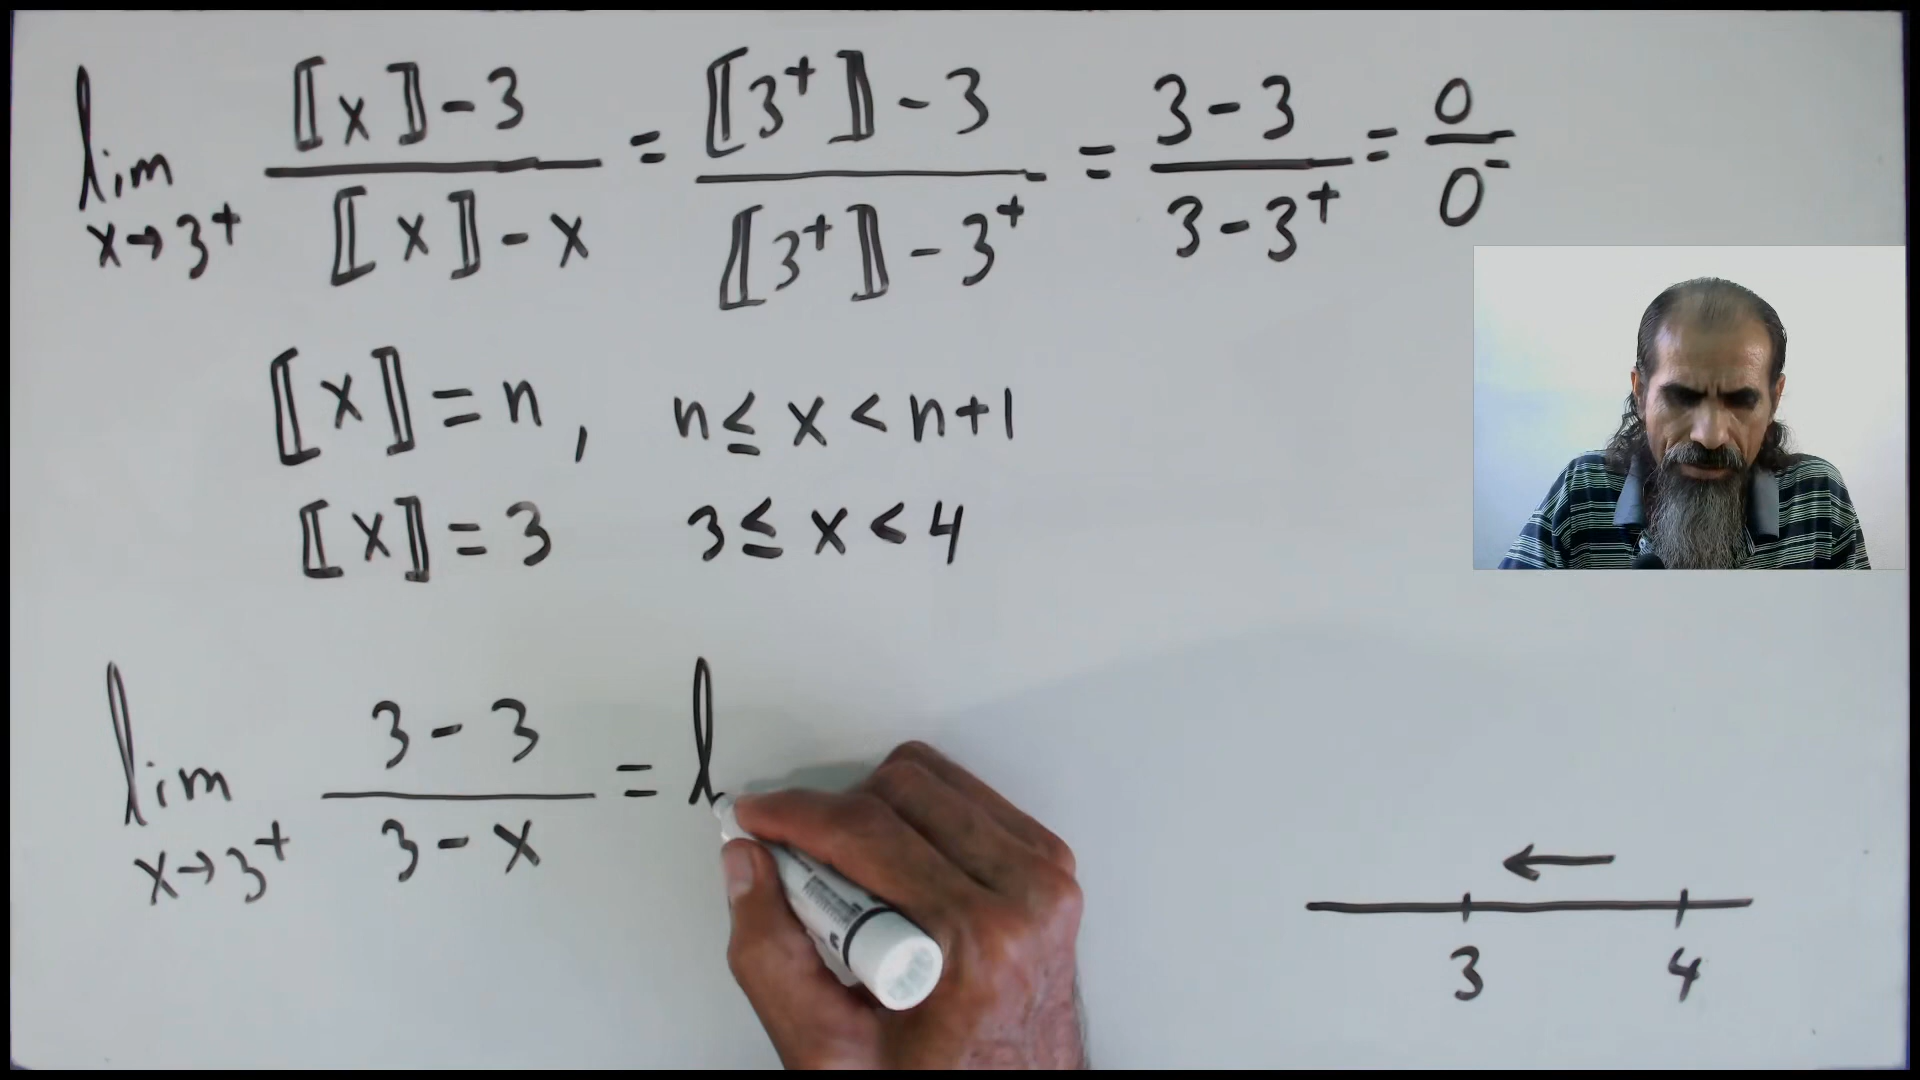 lim x→3⁺ (⟦x⟧-3)/(⟦x⟧-x) = (⟦3⁺⟧-3)/(⟦3⁺⟧-3⁺) = (3-3)/(3-3⁺) = 0/0⁻
⟦x⟧=n, n≤x<n+1
⟦x⟧=3 3≤x<4
lim x→3⁺ (3-3)/(3-x) = l
←
3 4